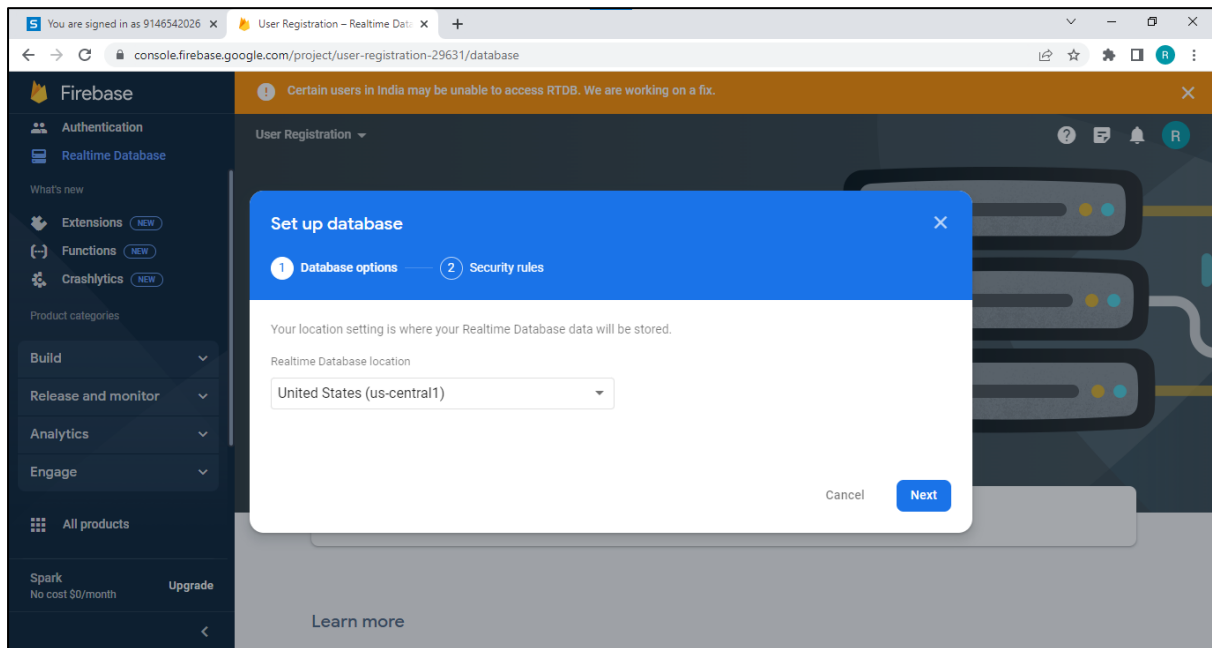 You are signed in as 9146542026
User Registration – Realtime Data
console.firebase.google.com/project/user-registration-29631/database
R
Firebase
Certain users in India may be unable to access RTDB. We are working on a fix.
Authentication
Realtime Database
User Registration
R
What's new
Extensions NEW
Functions NEW
Crashlytics NEW
Product categories
Build
Release and monitor
Analytics
Engage
All products
Spark
No cost $0/month
Upgrade
Set up database
1 Database options
2 Security rules
Your location setting is where your Realtime Database data will be stored.
Realtime Database location
United States (us-central1)
Cancel
Next
Learn more